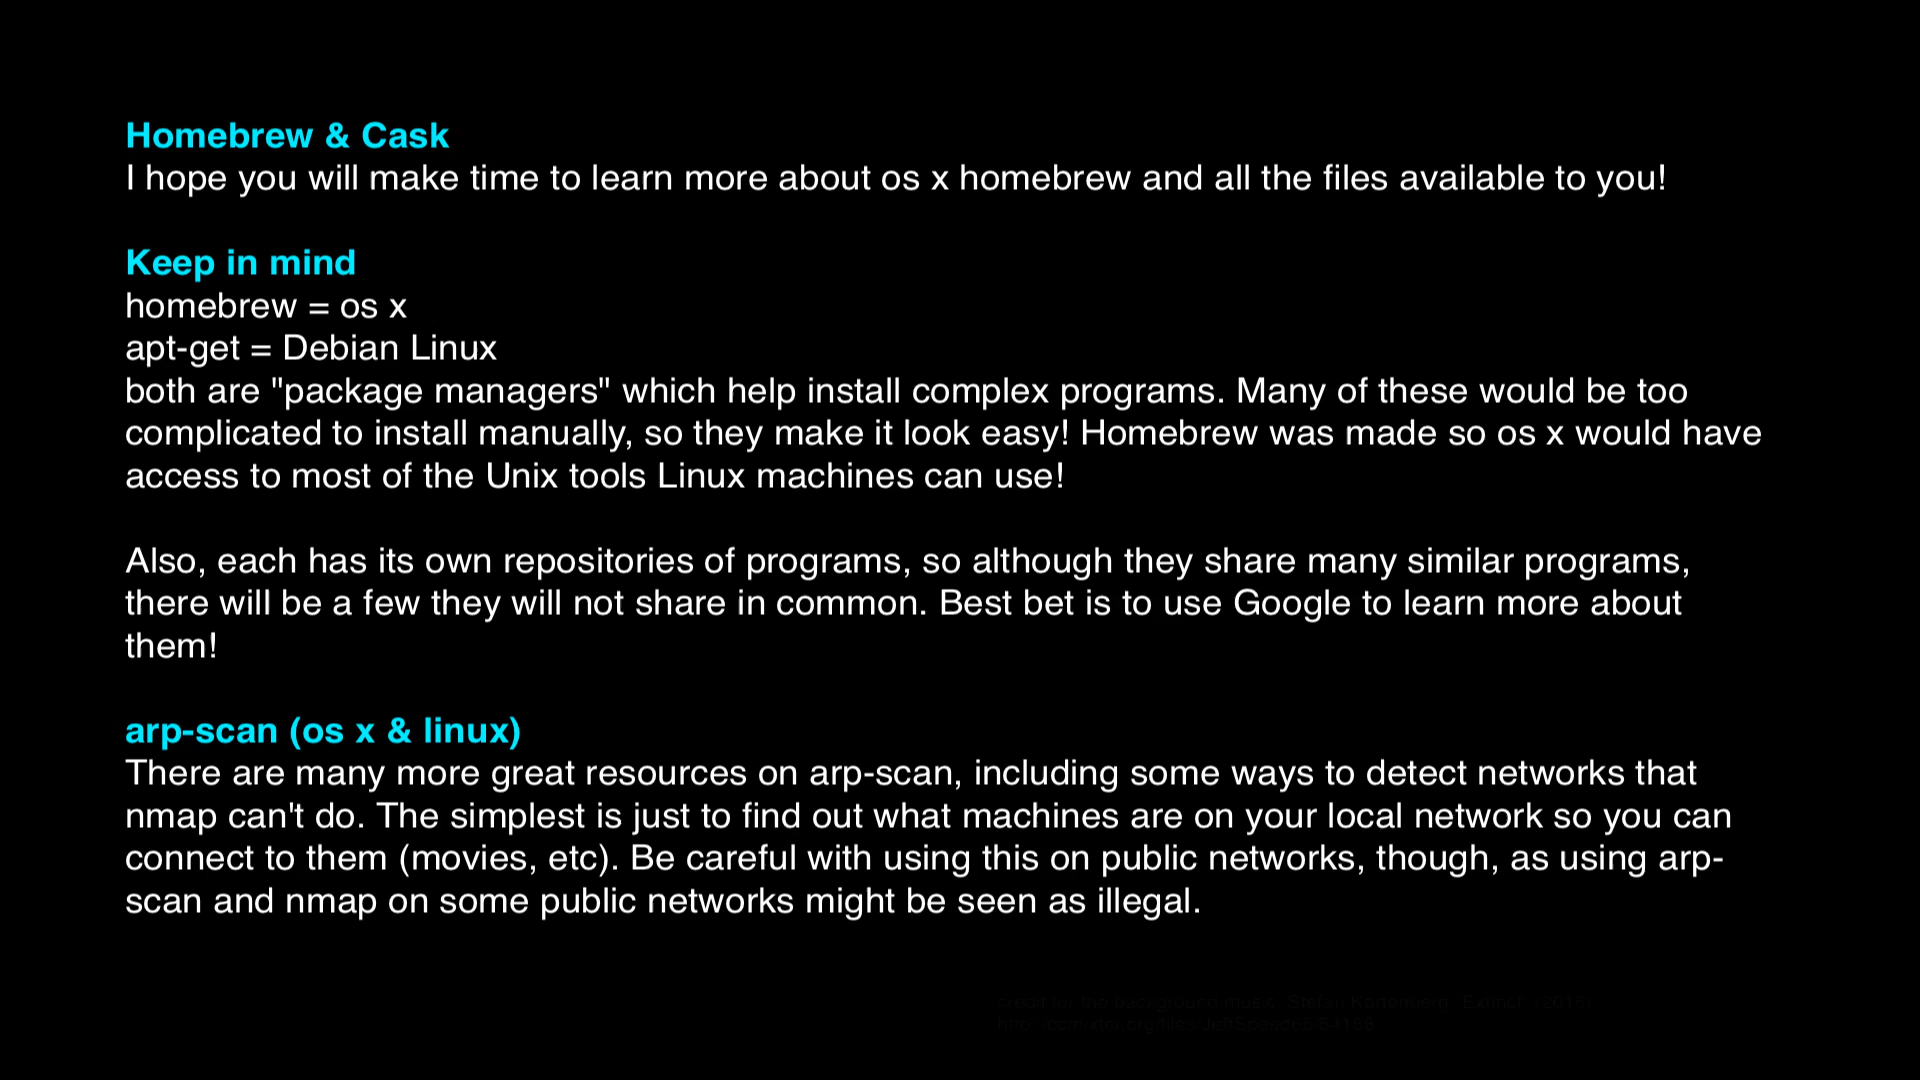 Homebrew & Cask
I hope you will make time to learn more about os x homebrew and all the files available to you!
Keep in mind
homebrew = os x
apt-get = Debian Linux
both are "package managers" which help install complex programs. Many of these would be too
complicated to install manually, so they make it look easy! Homebrew was made so os x would have
access to most of the Unix tools Linux machines can use!
Also, each has its own repositories of programs, so although they share many similar programs,
there will be a few they will not share in common. Best bet is to use Google to learn more about
them!
arp-scan (os x & linux)
There are many more great resources on arp-scan, including some ways to detect networks that
nmap can't do. The simplest is just to find out what machines are on your local network so you can
connect to them (movies, etc). Be careful with using this on public networks, though, as using arp-
scan and nmap on some public networks might be seen as illegal.
credit for the background music: Stefan